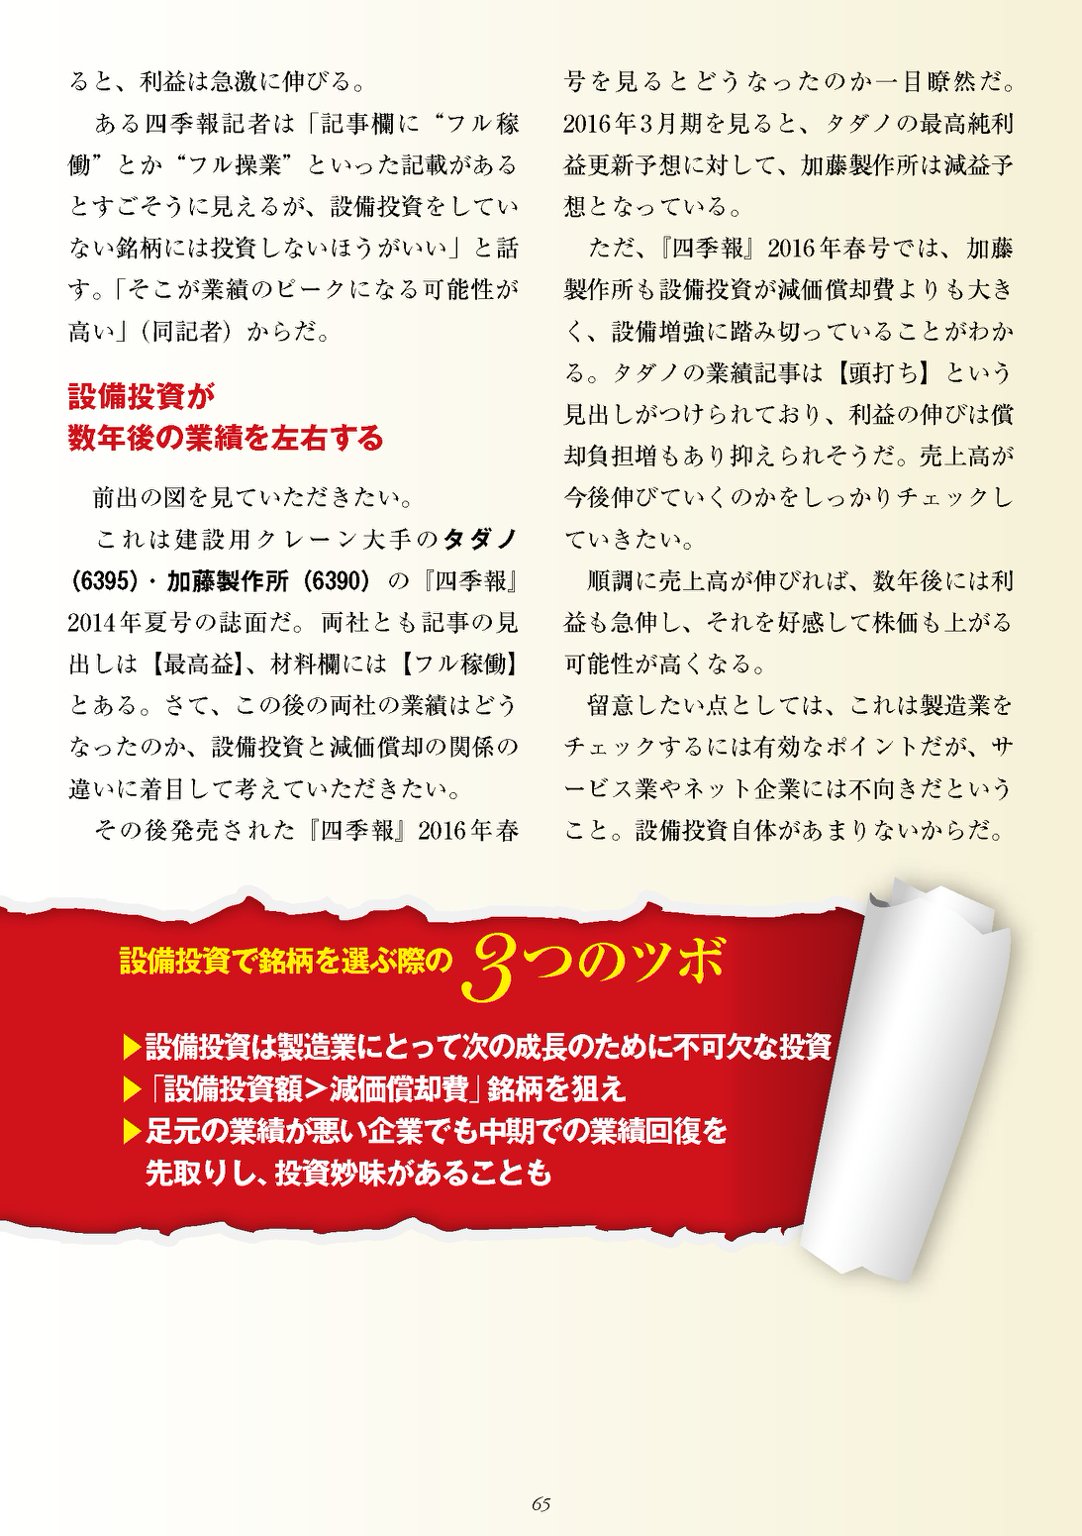 ると、利益は急激に伸びる。
　ある四季報記者は「記事欄に“フル稼
働”とか“フル操業”といった記載がある
とすごそうに見えるが、設備投資をしてい
ない銘柄には投資しないほうがいい」と話
す。「そこが業績のピークになる可能性が
高い」（同記者）からだ。
設備投資が
数年後の業績を左右する
　前出の図を見ていただきたい。
　これは建設用クレーン大手のタダノ
（6395）・加藤製作所（6390）の『四季報』
2014年夏号の誌面だ。両社とも記事の見
出しは【最高益】、材料欄には【フル稼働】
とある。さて、この後の両社の業績はどう
なったのか、設備投資と減価償却の関係の
違いに着目して考えていただきたい。
　その後発売された『四季報』2016年春
号を見るとどうなったのか一目瞭然だ。
2016年3月期を見ると、タダノの最高純利
益更新予想に対して、加藤製作所は減益予
想となっている。
　ただ、『四季報』2016年春号では、加藤
製作所も設備投資が減価償却費よりも大き
く、設備増強に踏み切っていることがわか
る。タダノの業績記事は【頭打ち】という
見出しがつけられており、利益の伸びは償
却負担増もあり抑えられそうだ。売上高が
今後伸びていくのかをしっかりチェックし
ていきたい。
　順調に売上高が伸びれば、数年後には利
益も急伸し、それを好感して株価も上がる
可能性が高くなる。
　留意したい点としては、これは製造業を
チェックするには有効なポイントだが、サ
ービス業やネット企業には不向きだという
こと。設備投資自体があまりないからだ。
設備投資で銘柄を選ぶ際の3つのツボ
▶設備投資は製造業にとって次の成長のために不可欠な投資
▶「設備投資額＞減価償却費」銘柄を狙え
▶足元の業績が悪い企業でも中期での業績回復を
先取りし、投資妙味があることも
65